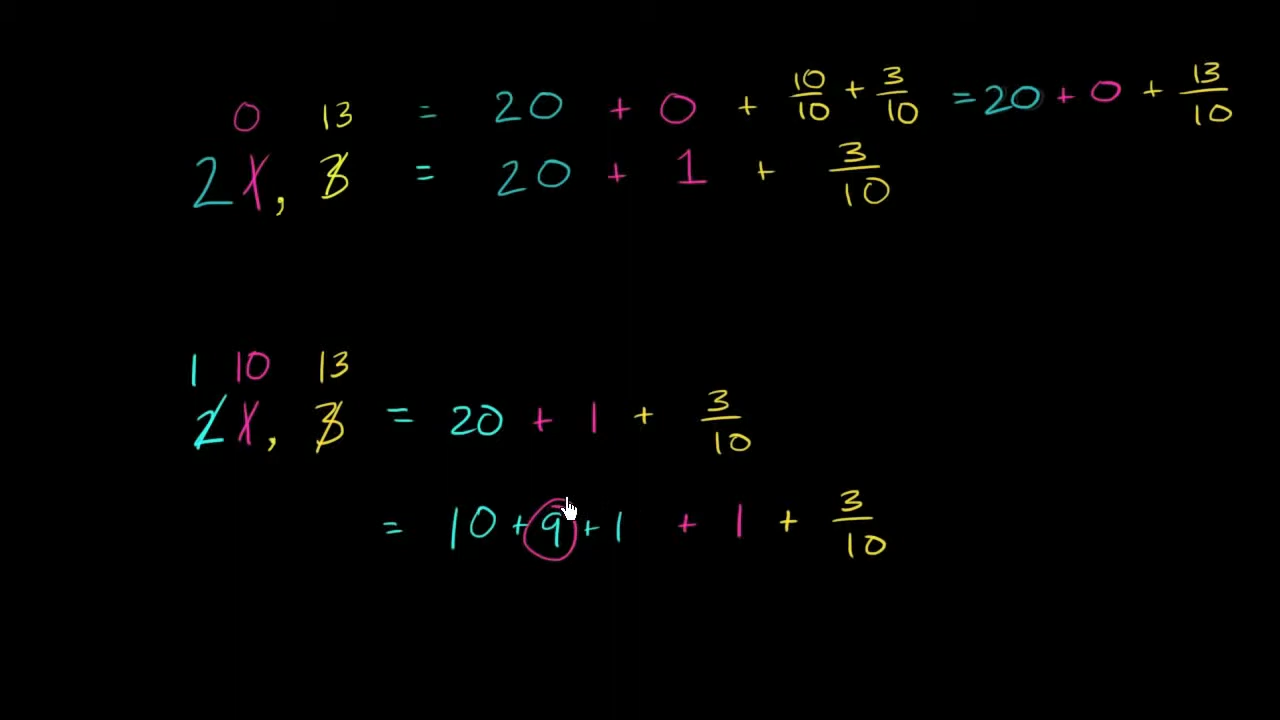 0 13 = 20 + 0 + 10/10 + 3/10 = 20 + 0 + 13/10
21,3 = 20 + 1 + 3/10
1 10 13
21,3 = 20 + 1 + 3/10
= 10 + 9 + 1 + 1 + 3/10